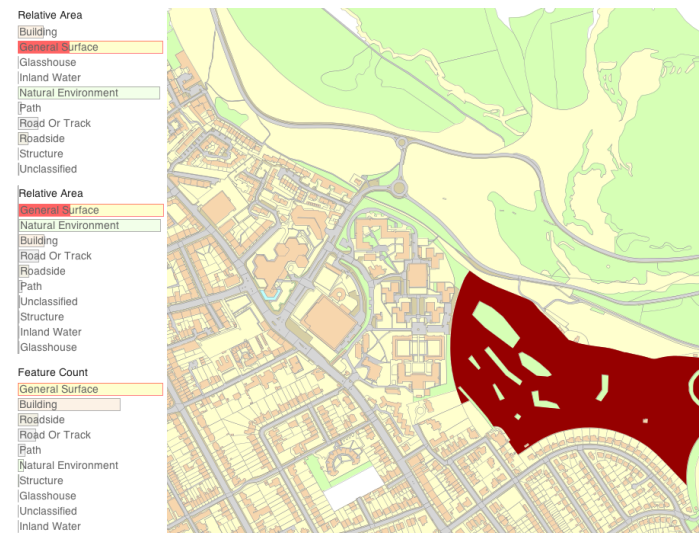 Relative Area
Building
General Surface
Glasshouse
Inland Water
Natural Environment
Path
Road Or Track
Roadside
Structure
Unclassified
Relative Area
General Surface
Natural Environment
Building
Road Or Track
Roadside
Path
Unclassified
Structure
Inland Water
Glasshouse
Feature Count
General Surface
Building
Roadside
Road Or Track
Path
Natural Environment
Structure
Glasshouse
Unclassified
Inland Water